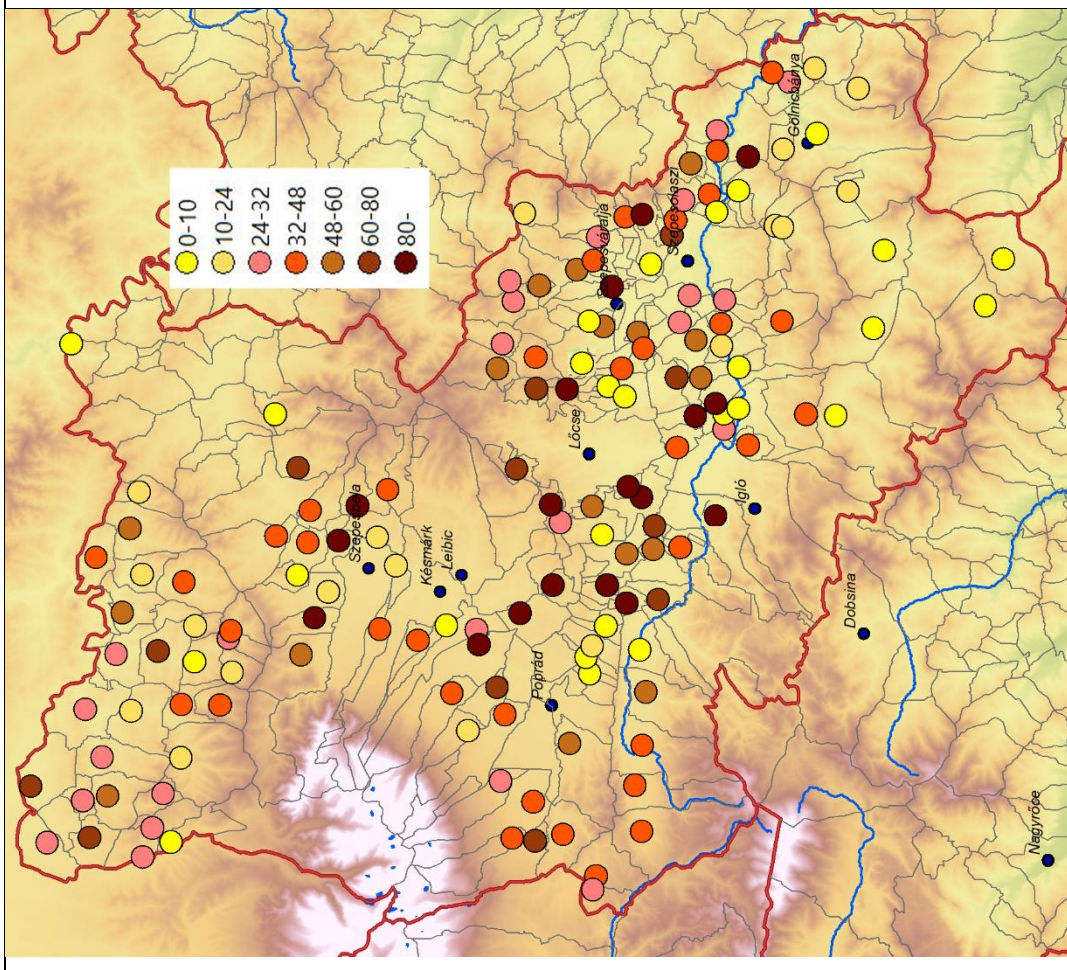 0-10
10-24
24-32
32-48
48-60
60-80
80-
Szepesbéla
Késmárk
Leibic
Poprád
Lőcse
Szepesváralja
Szepesolaszi
Gölnicbánya
Igló
Dobsina
Nagyrőce